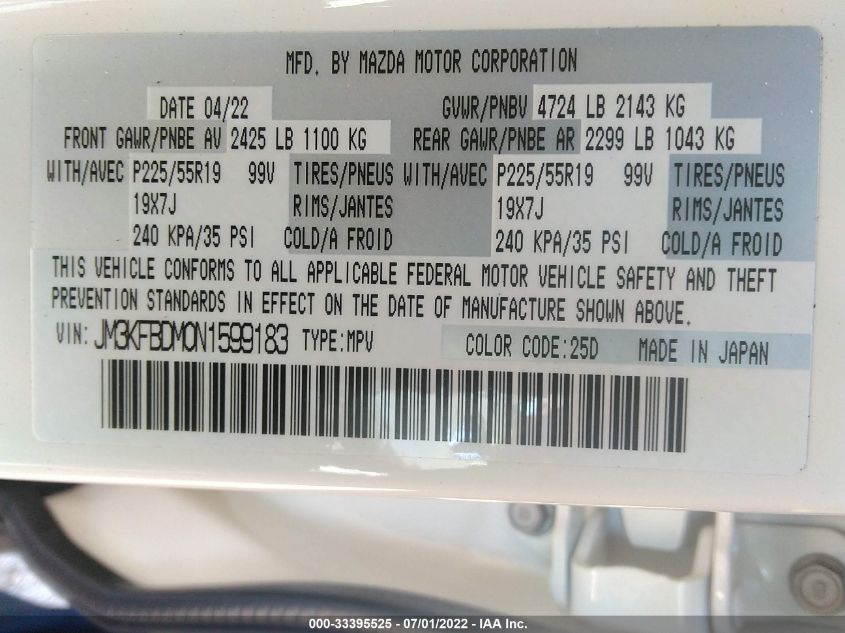 MFD. BY MAZDA MOTOR CORPORATION
DATE 04/22 GVWR/PNBV 4724 LB 2143 KG
FRONT GAWR/PNBE AV 2425 LB 1100 KG REAR GAWR/PNBE AR 2299 LB 1043 KG
WITH/AVEC P225/55R19 99V TIRES/PNEUS WITH/AVEC P225/55R19 99V TIRES/PNEUS
19X7J RIMS/JANTES 19X7J RIMS/JANTES
240 KPA/35 PSI COLD/A FROID 240 KPA/35 PSI COLD/A FROID
THIS VEHICLE CONFORMS TO ALL APPLICABLE FEDERAL MOTOR VEHICLE SAFETY AND THEFT
PREVENTION STANDARDS IN EFFECT ON THE DATE OF MANUFACTURE SHOWN ABOVE.
VIN: JM3KFBDM0N1599183 TYPE:MPV COLOR CODE:25D MADE IN JAPAN
000-33395525 - 07/01/2022 - IAA Inc.